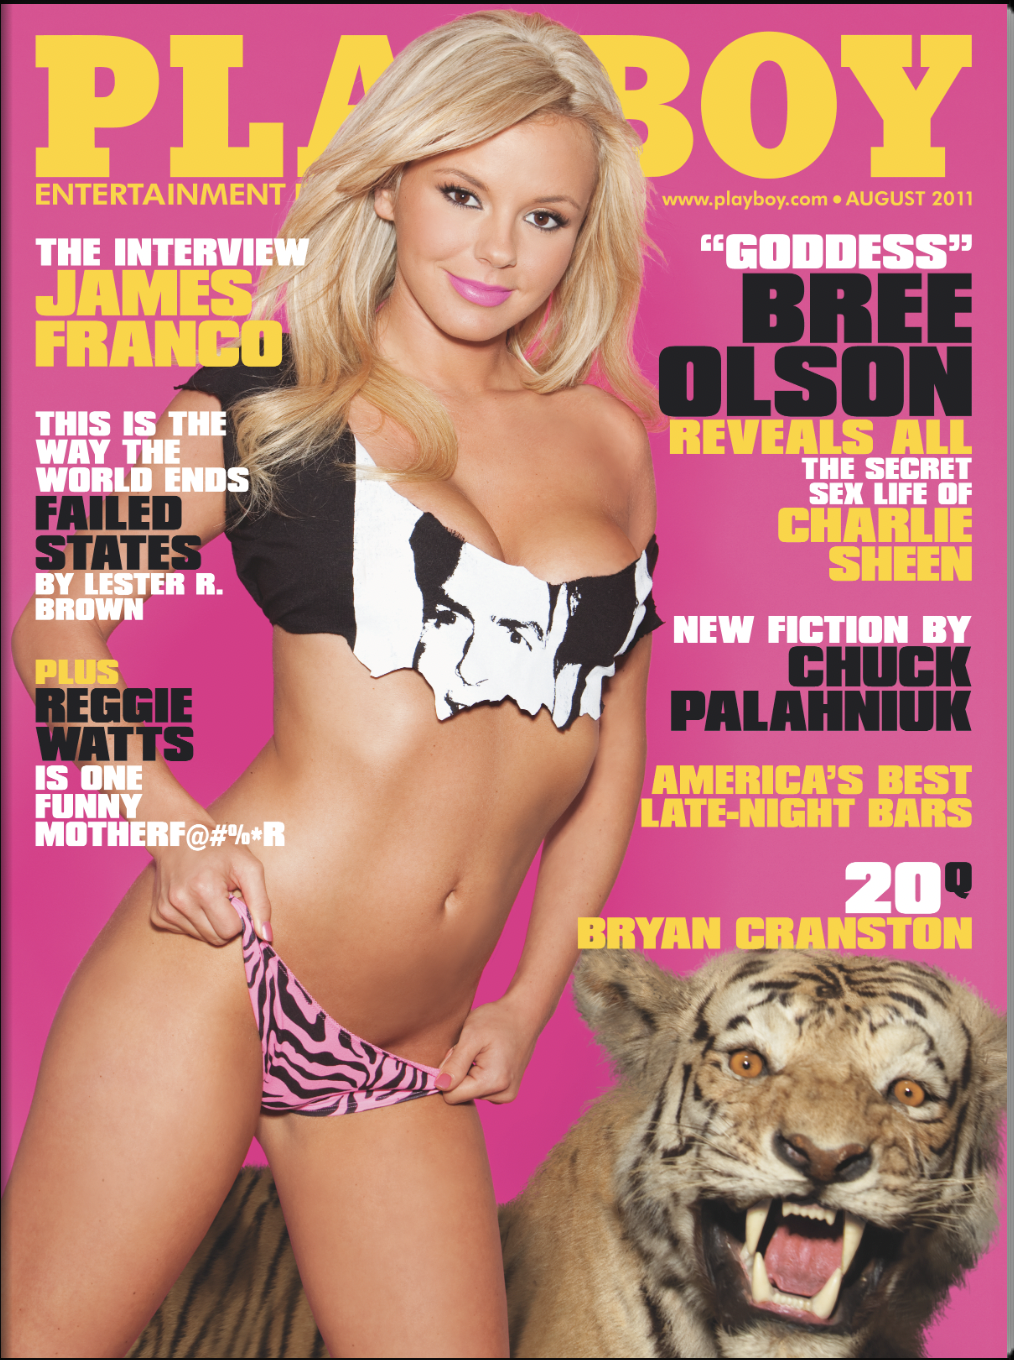 PLAYBOY
ENTERTAINMENT
www.playboy.com • AUGUST 2011
THE INTERVIEW
JAMES
FRANCO
THIS IS THE
WAY THE
WORLD ENDS
FAILED
STATES
BY LESTER R.
BROWN
PLUS
REGGIE
WATTS
IS ONE
FUNNY
MOTHERF@#%*R
“GODDESS”
BREE
OLSON
REVEALS ALL
THE SECRET
SEX LIFE OF
CHARLIE
SHEEN
NEW FICTION BY
CHUCK
PALAHNIUK
AMERICA’S BEST
LATE-NIGHT BARS
20Q
BRYAN CRANSTON